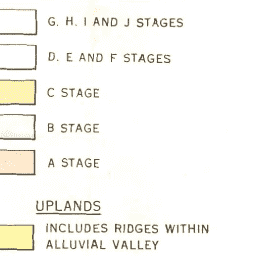 G. H. I AND J STAGES
D. E AND F STAGES
C STAGE
B STAGE
A STAGE
UPLANDS
INCLUDES RIDGES WITHIN
ALLUVIAL VALLEY